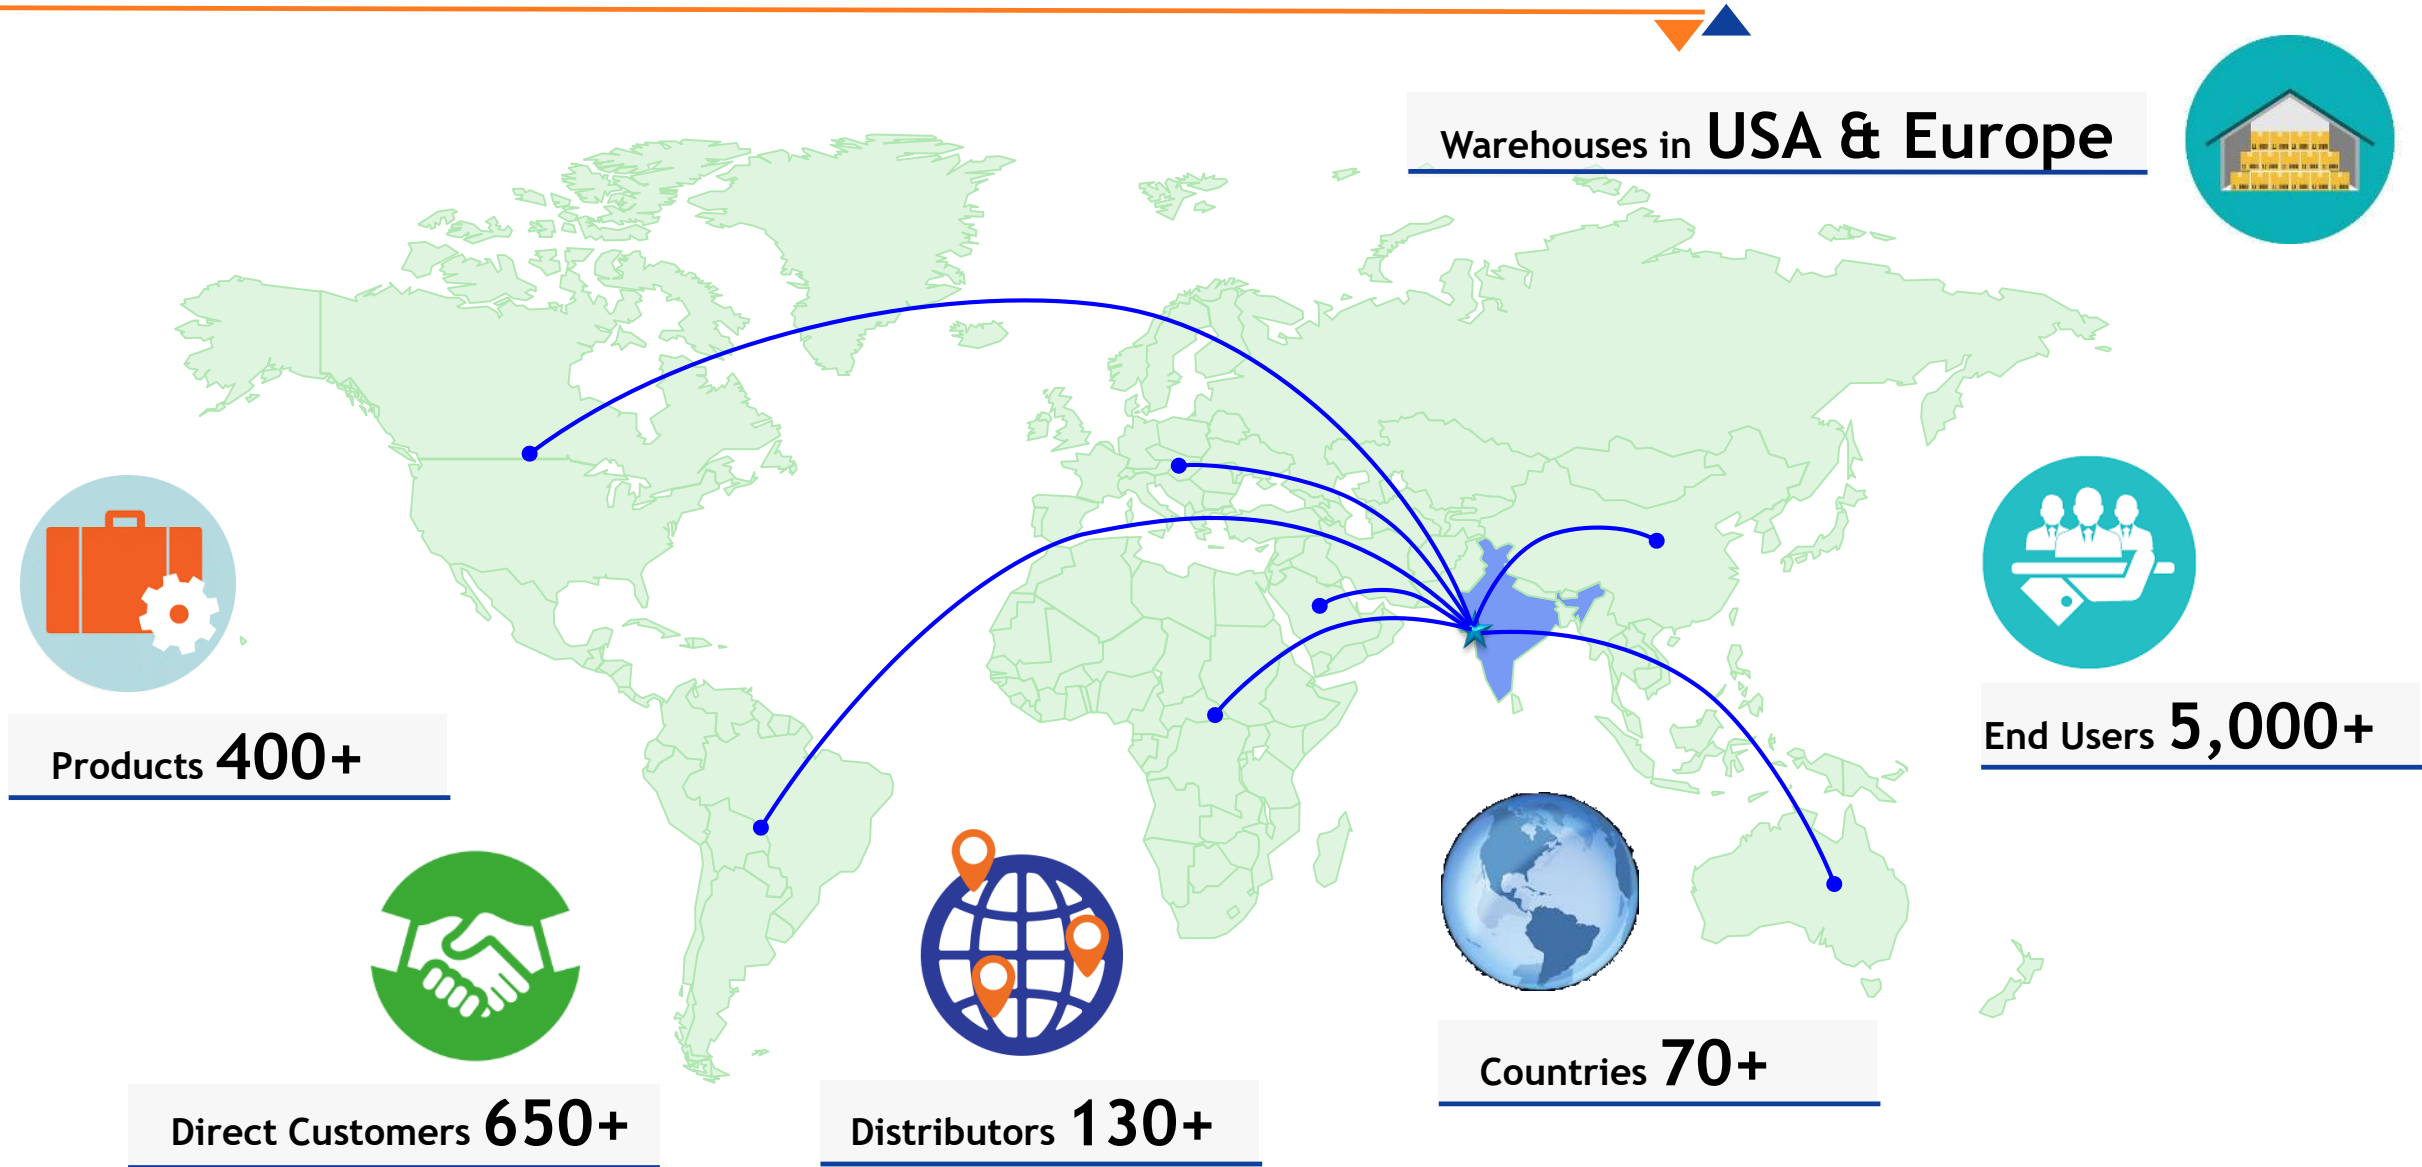 Warehouses in USA & Europe
Products 400+
End Users 5,000+
Direct Customers 650+
Distributors 130+
Countries 70+